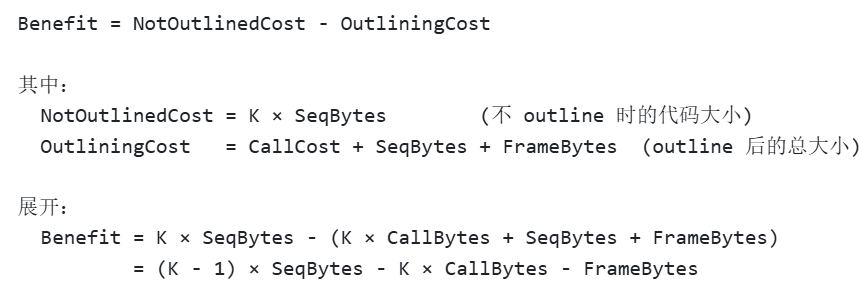 Benefit = NotOutlinedCost - OutliningCost
其中:
NotOutlinedCost = K × SeqBytes (不 outline 时的代码大小)
OutliningCost = CallCost + SeqBytes + FrameBytes (outline 后的总大小)
展开:
Benefit = K × SeqBytes - (K × CallBytes + SeqBytes + FrameBytes)
= (K - 1) × SeqBytes - K × CallBytes - FrameBytes